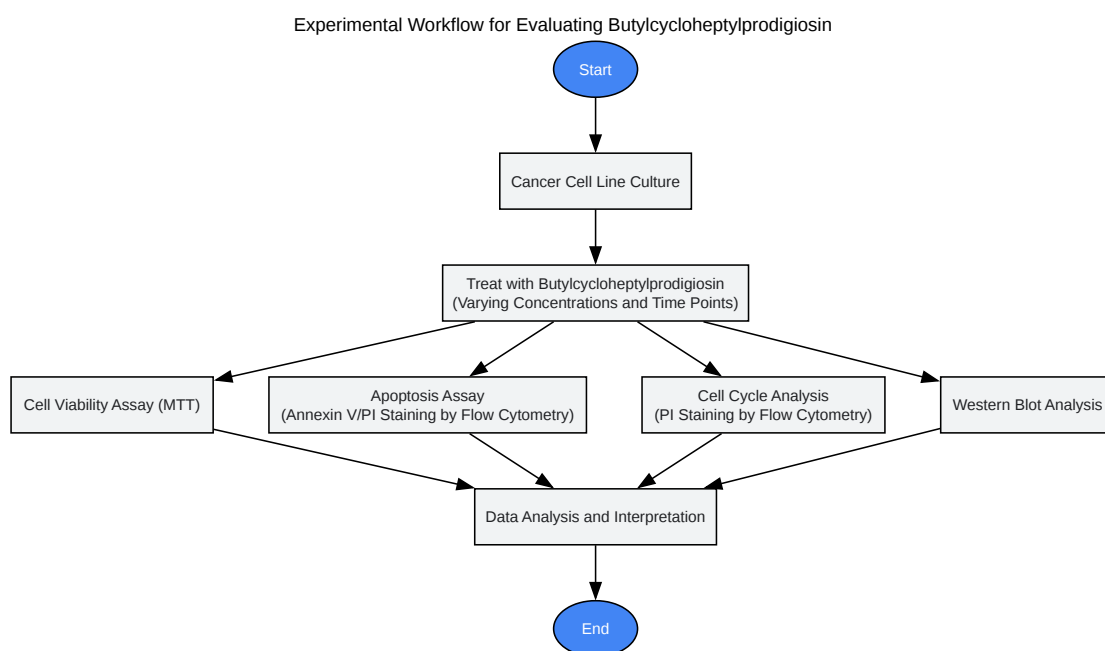 Experimental Workflow for Evaluating Butylcycloheptylprodigiosin
Start
Cancer Cell Line Culture
Treat with Butylcycloheptylprodigiosin
(Varying Concentrations and Time Points)
Cell Viability Assay (MTT)
Apoptosis Assay
(Annexin V/PI Staining by Flow Cytometry)
Cell Cycle Analysis
(PI Staining by Flow Cytometry)
Western Blot Analysis
Data Analysis and Interpretation
End